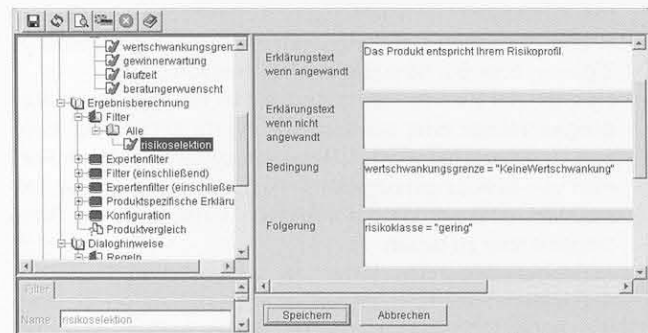 wertschwankungsgren
gewinnerwartung
laufzeit
beratungerwuenscht
Ergebnisberechnung
Filter
Alle
risikoselektion
Expertenfilter
Filter (einschließend)
Expertenfilter (einschließer
Produktspezifische Erkläru
Konfiguration
Produktvergleich
Dialoghinweise
Regeln
Filter
Name
risikoselektion
Erklärungstext
wenn angewandt
Das Produkt entspricht Ihrem Risikoprofil.
Erklärungstext
wenn nicht
angewandt
Bedingung
wertschwankungsgrenze = "KeineWertschwankung"
Folgerung
risikoklasse = "gering"
Speichern
Abbrechen